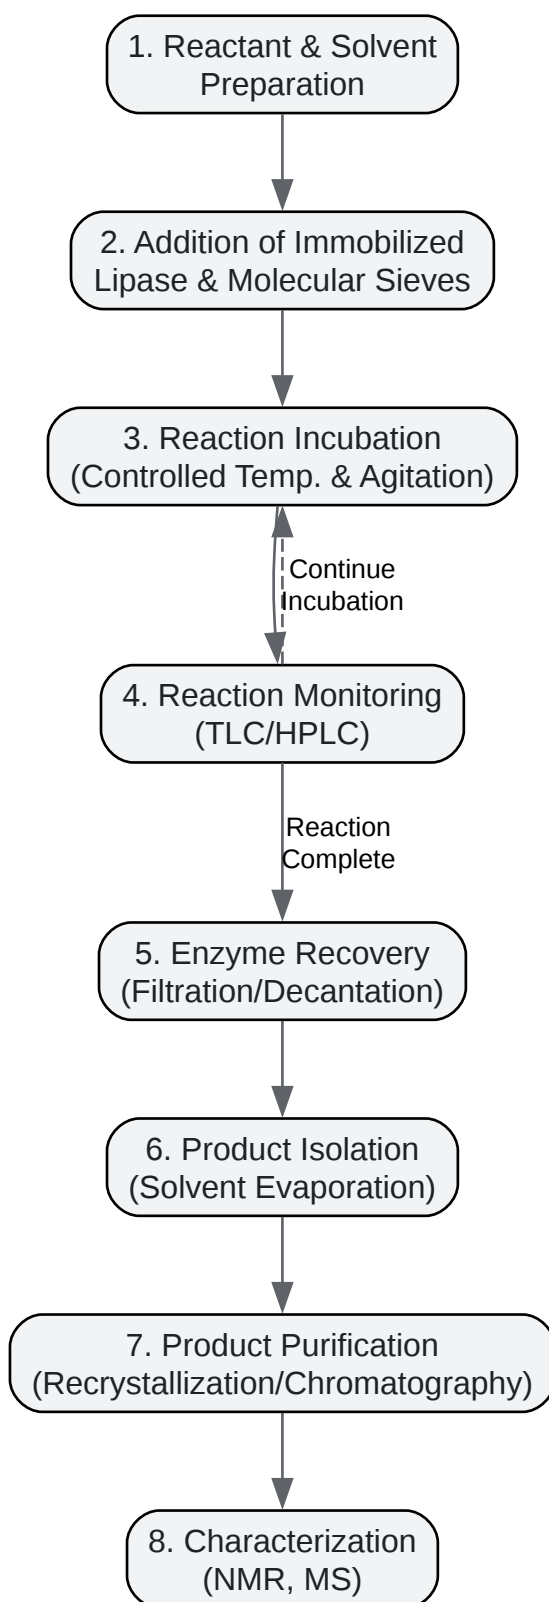 1. Reactant & Solvent
Preparation
2. Addition of Immobilized
Lipase & Molecular Sieves
3. Reaction Incubation
(Controlled Temp. & Agitation)
Continue
Incubation
4. Reaction Monitoring
(TLC/HPLC)
Reaction
Complete
5. Enzyme Recovery
(Filtration/Decantation)
6. Product Isolation
(Solvent Evaporation)
7. Product Purification
(Recrystallization/Chromatography)
8. Characterization
(NMR, MS)